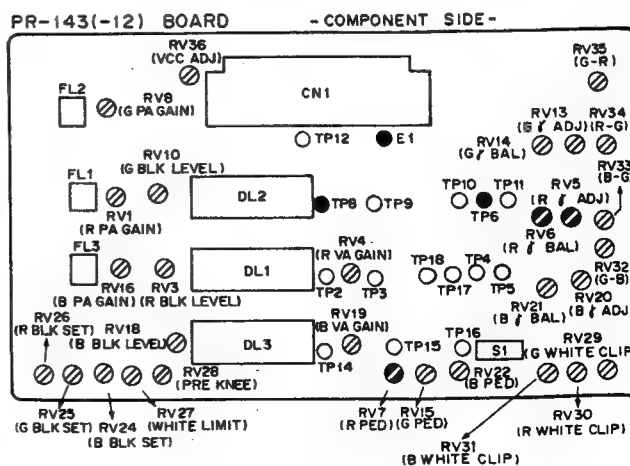 PR-143(-12) BOARD
- COMPONENT SIDE -
RV36
(VCC ADJ)
RV35
(G-R)
FL2
RV8
(G PA GAIN)
CN1
RV13
(G γ ADJ)
RV34
(R-G)
TP12
E1
RV14
(G γ BAL)
RV33
(B-G)
RV10
(G BLK LEVEL)
FL1
DL2
TP10
TP11
RV5
(R γ ADJ)
TP8
TP9
TP6
RV1
(R PA GAIN)
RV6
(R γ BAL)
FL3
RV4
(R VA GAIN)
DL1
TP18
TP4
RV32
(G-B)
RV16
(B PA GAIN)
RV3
(R BLK LEVEL)
TP2
TP3
TP17
TP5
RV20
(B γ ADJ)
RV26
(R BLK SET)
RV18
(B BLK LEVEL)
RV19
(B VA GAIN)
RV21
(B γ BAL)
DL3
TP14
TP15
TP16
S1
RV29
(G WHITE CLIP)
RV28
(PRE KNEE)
RV22
(B PED)
RV25
(G BLK SET)
RV24
(B BLK SET)
RV27
(WHITE LIMIT)
RV7
(R PED)
RV15
(G PED)
RV30
(R WHITE CLIP)
RV31
(B WHITE CLIP)